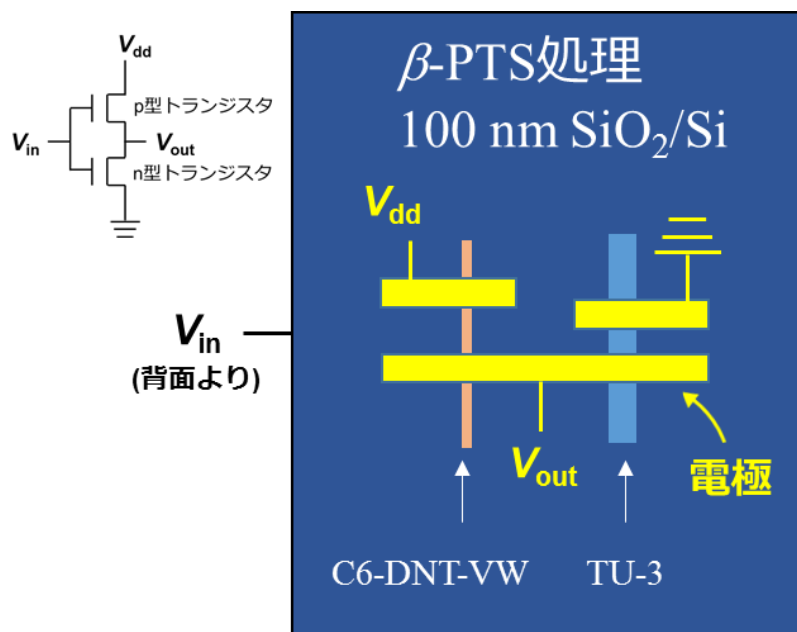 Vdd
p型トランジスタ
Vin
Vout
n型トランジスタ
β-PTS処理
100 nm SiO2/Si
Vdd
Vin
(背面より)
Vout
電極
C6-DNT-VW
TU-3